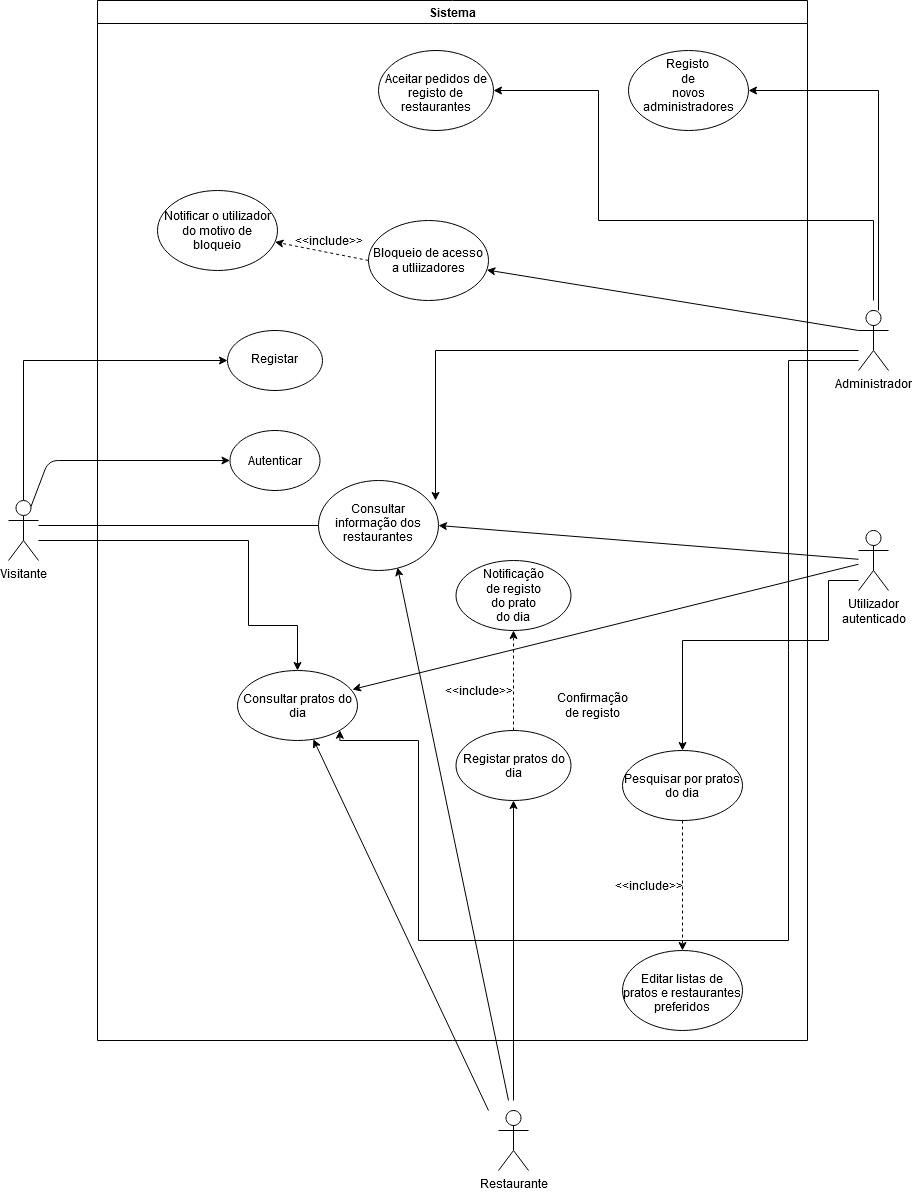 Sistema
Aceitar pedidos de
registo de
restaurantes
Registo
de
novos
administradores
Notificar o utilizador
do motivo de
bloqueio
<<include>>
Bloqueio de acesso
a utliizadores
Administrador
Registar
Autenticar
Visitante
Consultar
informação dos
restaurantes
Utilizador
autenticado
Notificação
de registo
do prato
do dia
<<include>>
Confirmação
de registo
Consultar pratos do
dia
Registar pratos do
dia
Pesquisar por pratos
do dia
<<include>>
Editar listas de
pratos e restaurantes
preferidos
Restaurante